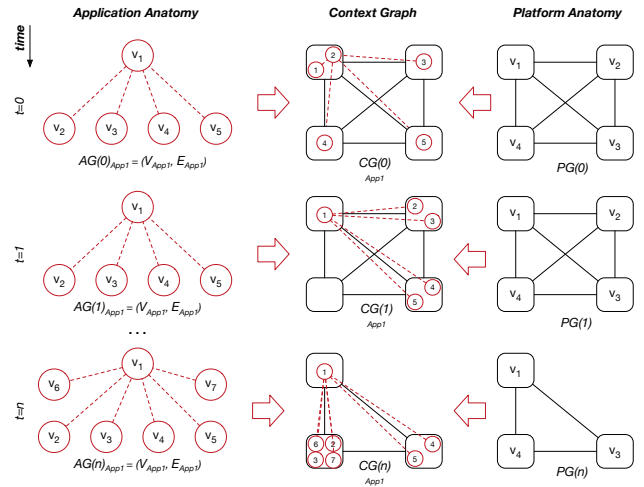 Application Anatomy
Context Graph
Platform Anatomy
time
t=0
v1
v2 v3 v4 v5
AG(0)App1 = (VApp1, EApp1)
1 2 3
4 5
CG(0)
App1
v1 v2
v4 v3
PG(0)
t=1
v1
v2 v3 v4 v5
AG(1)App1 = (VApp1, EApp1)
1 2
3
4
5
CG(1)
App1
v1 v2
v4 v3
PG(1)
...
t=n
v1
v6 v7
v2 v3 v4 v5
AG(n)App1 = (VApp1, EApp1)
1
6 2 4
3 7 5
CG(n)
App1
v1
v4 v3
PG(n)